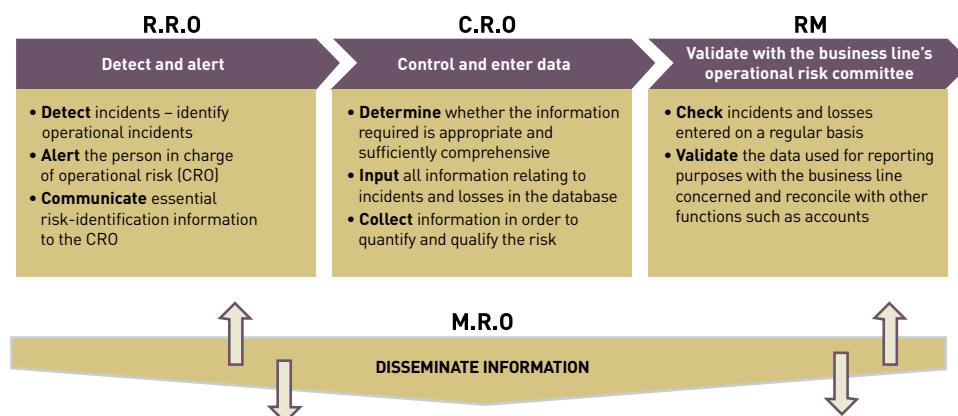 R.R.O
Detect and alert
• Detect incidents – identify
operational incidents
• Alert the person in charge
of operational risk (CRO)
• Communicate essential
risk-identification information
to the CRO
C.R.O
Control and enter data
• Determine whether the information
required is appropriate and
sufficiently comprehensive
• Input all information relating to
incidents and losses in the database
• Collect information in order to
quantify and qualify the risk
RM
Validate with the business line's
operational risk committee
• Check incidents and losses
entered on a regular basis
• Validate the data used for reporting
purposes with the business line
concerned and reconcile with other
functions such as accounts
M.R.O
DISSEMINATE INFORMATION